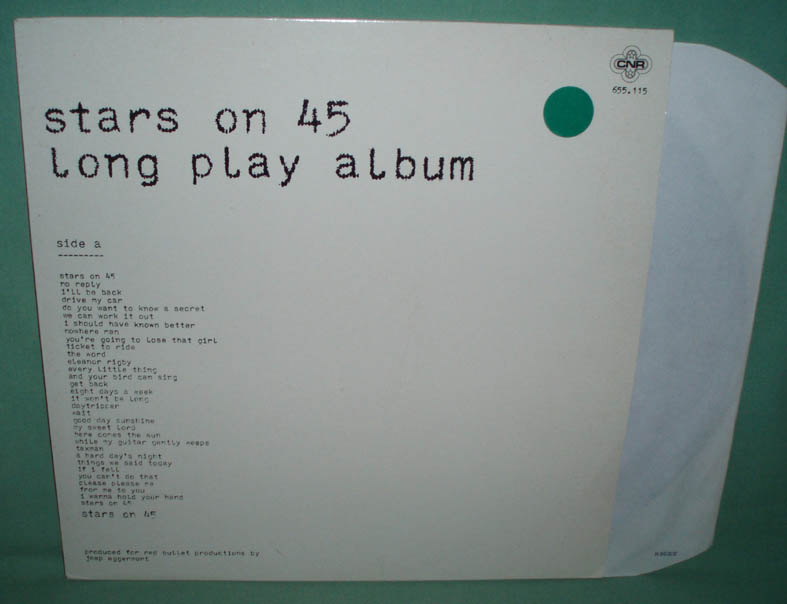 CNR
655.115
stars on 45
long play album
side a
---------
stars on 45
no reply
i'll be back
drive my car
do you want to know a secret
we can work it out
i should have known better
nowhere man
you're going to lose that girl
ticket to ride
the word
eleanor rigby
every little thing
and your bird can sing
get back
eight days a week
it won't be long
daytripper
wait
good day sunshine
my sweet lord
here comes the sun
while my guitar gently weeps
taxman
a hard day's night
things we said today
if i fell
you can't do that
please please me
from me to you
i wanna hold your hand
stars on 45
stars on 45
produced for red bullet productions by
jaap eggermont